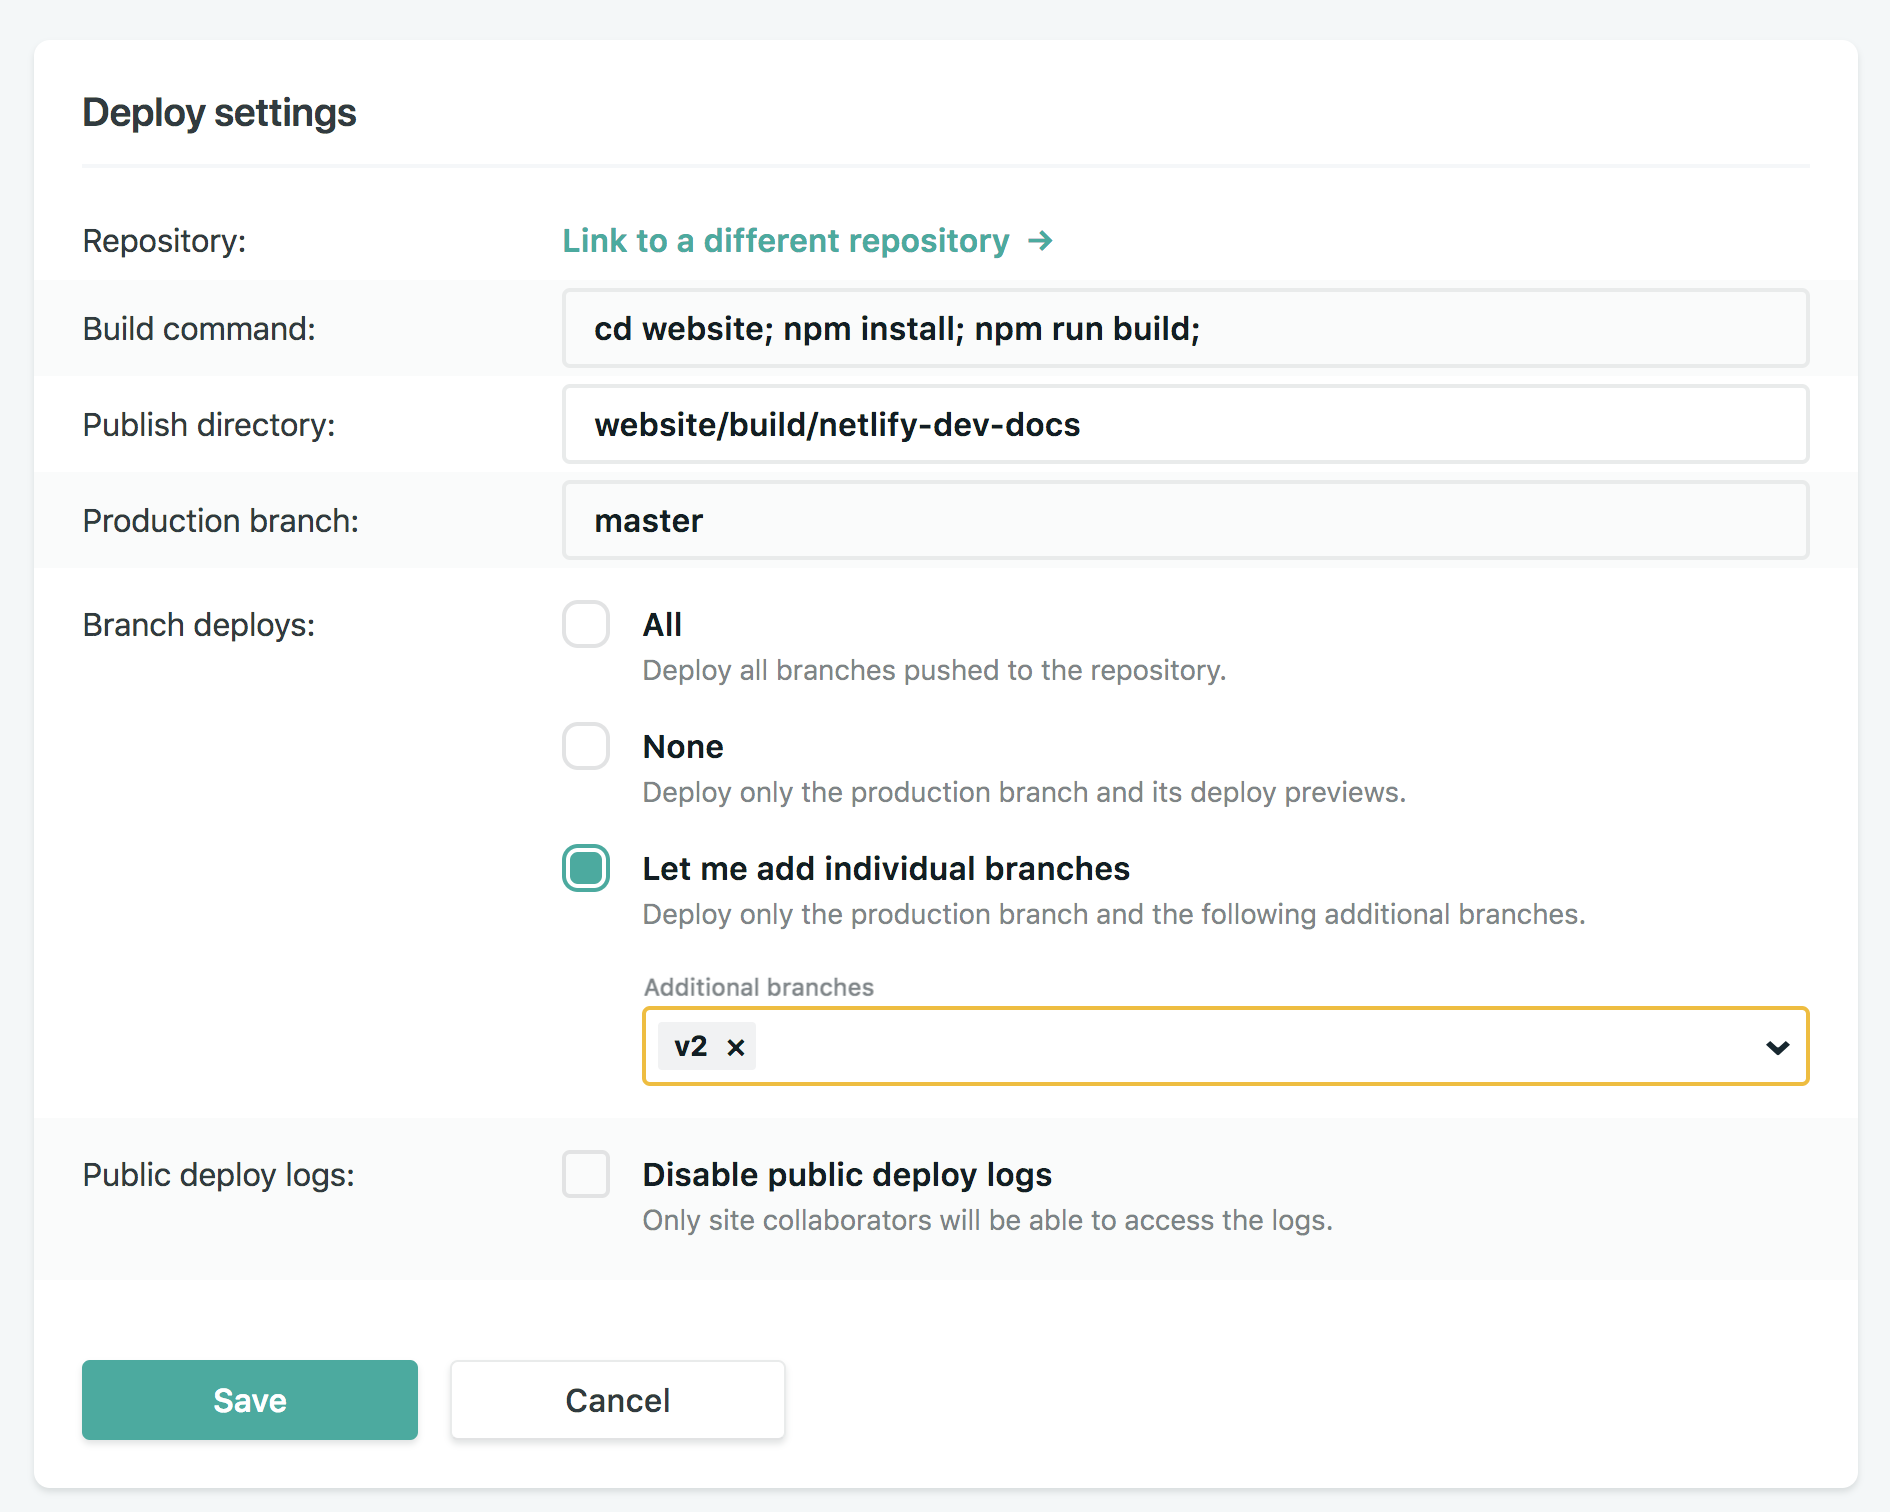 Deploy settings
Repository: Link to a different repository →
Build command: cd website; npm install; npm run build;
Publish directory: website/build/netlify-dev-docs
Production branch: master
Branch deploys: All
Deploy all branches pushed to the repository.
None
Deploy only the production branch and its deploy previews.
Let me add individual branches
Deploy only the production branch and the following additional branches.
Additional branches
v2 ×
Public deploy logs: Disable public deploy logs
Only site collaborators will be able to access the logs.
Save Cancel